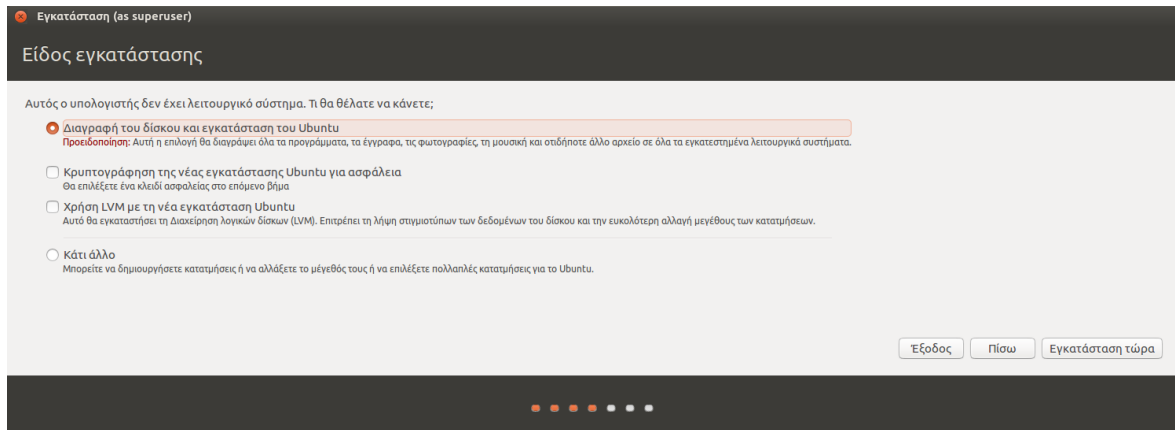 Εγκατάσταση (as superuser)
Είδος εγκατάστασης
Αυτός ο υπολογιστής δεν έχει λειτουργικό σύστημα. Τι θα θέλατε να κάνετε;
Διαγραφή του δίσκου και εγκατάσταση του Ubuntu
Προειδοποίηση: Αυτή η επιλογή θα διαγράψει όλα τα προγράμματα, τα έγραφα, τις φωτογραφίες, τη μουσική και οτιδήποτε άλλο αρχείο σε όλα τα εγκατεστημένα λειτουργικά συστήματα.
Κρυπτογράφηση της νέας εγκατάστασης Ubuntu για ασφάλεια
Θα επιλέξετε ένα κλειδί ασφαλείας στο επόμενο βήμα
Χρήση LVM με τη νέα εγκατάσταση Ubuntu
Αυτό θα εγκαταστήσει τη Διαχείρηση λογικών δίσκων (LVM). Επιτρέπει τη λήψη στιγμιοτύπων των δεδομένων του δίσκου και την ευκολότερη αλλαγή μεγέθους των κατατμήσεων.
Κάτι άλλο
Μπορείτε να δημιουργήσετε κατατμήσεις ή να αλλάξετε το μέγεθός τους ή να επιλέξετε πολλαπλές κατατμήσεις για το Ubuntu.
Έξοδος
Πίσω
Εγκατάσταση τώρα